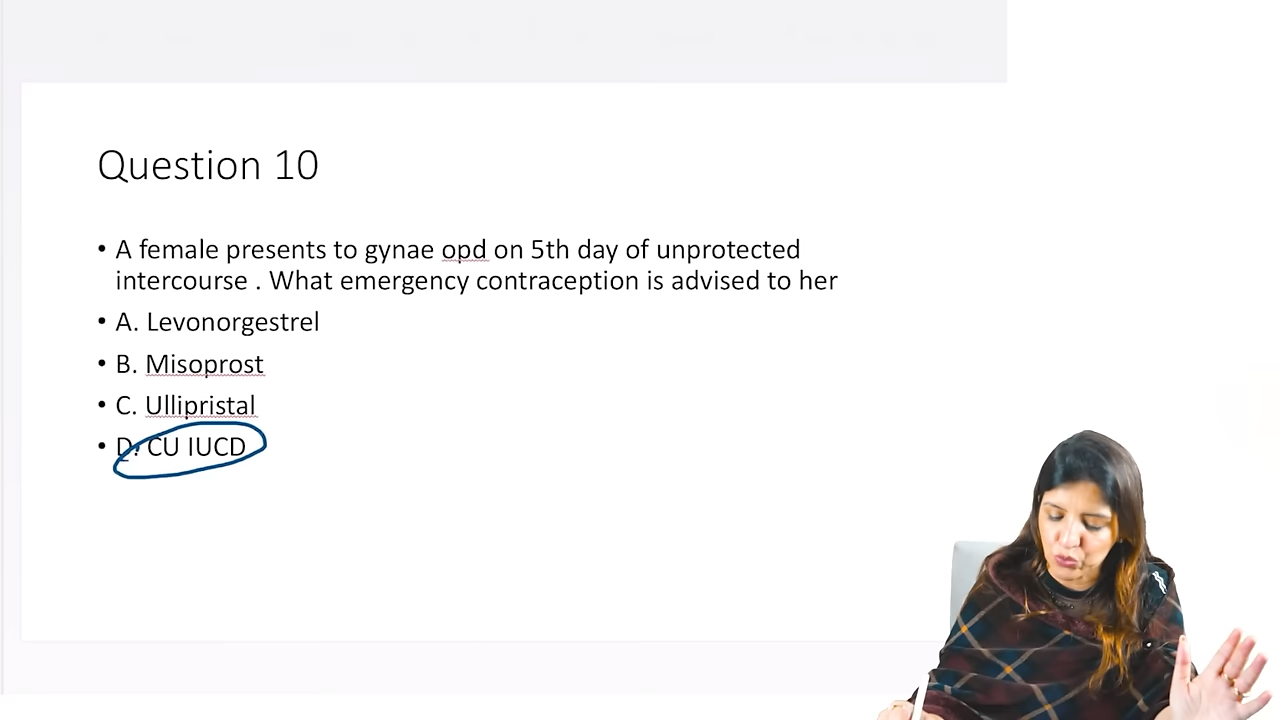 Question 10
• A female presents to gynae opd on 5th day of unprotected
intercourse . What emergency contraception is advised to her
• A. Levonorgestrel
• B. Misoprost
• C. Ullipristal
• D. CU IUCD